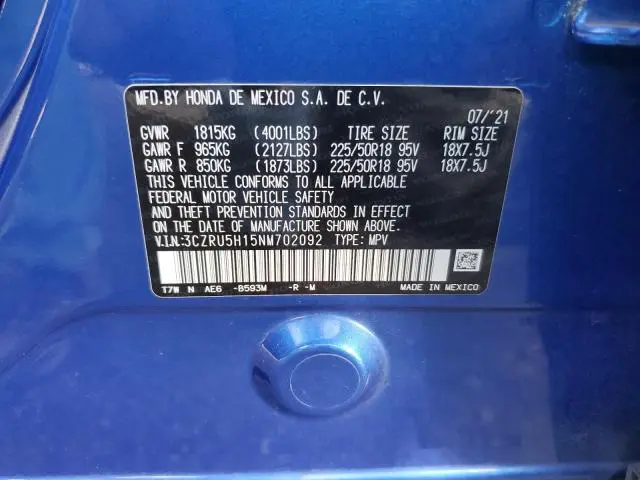 MFD.BY HONDA DE MEXICO S.A. DE C.V.
07/'21
GVWR 1815KG (4001LBS) TIRE SIZE RIM SIZE
GAWR F 965KG (2127LBS) 225/50R18 95V 18X7.5J
GAWR R 850KG (1873LBS) 225/50R18 95V 18X7.5J
THIS VEHICLE CONFORMS TO ALL APPLICABLE
FEDERAL MOTOR VEHICLE SAFETY
AND THEFT PREVENTION STANDARDS IN EFFECT
ON THE DATE OF MANUFACTURE SHOWN ABOVE.
V.I.N:3CZRU5H15NM702092 TYPE: MPV
T7W N AE6 -B593M -R -M MADE IN MEXICO